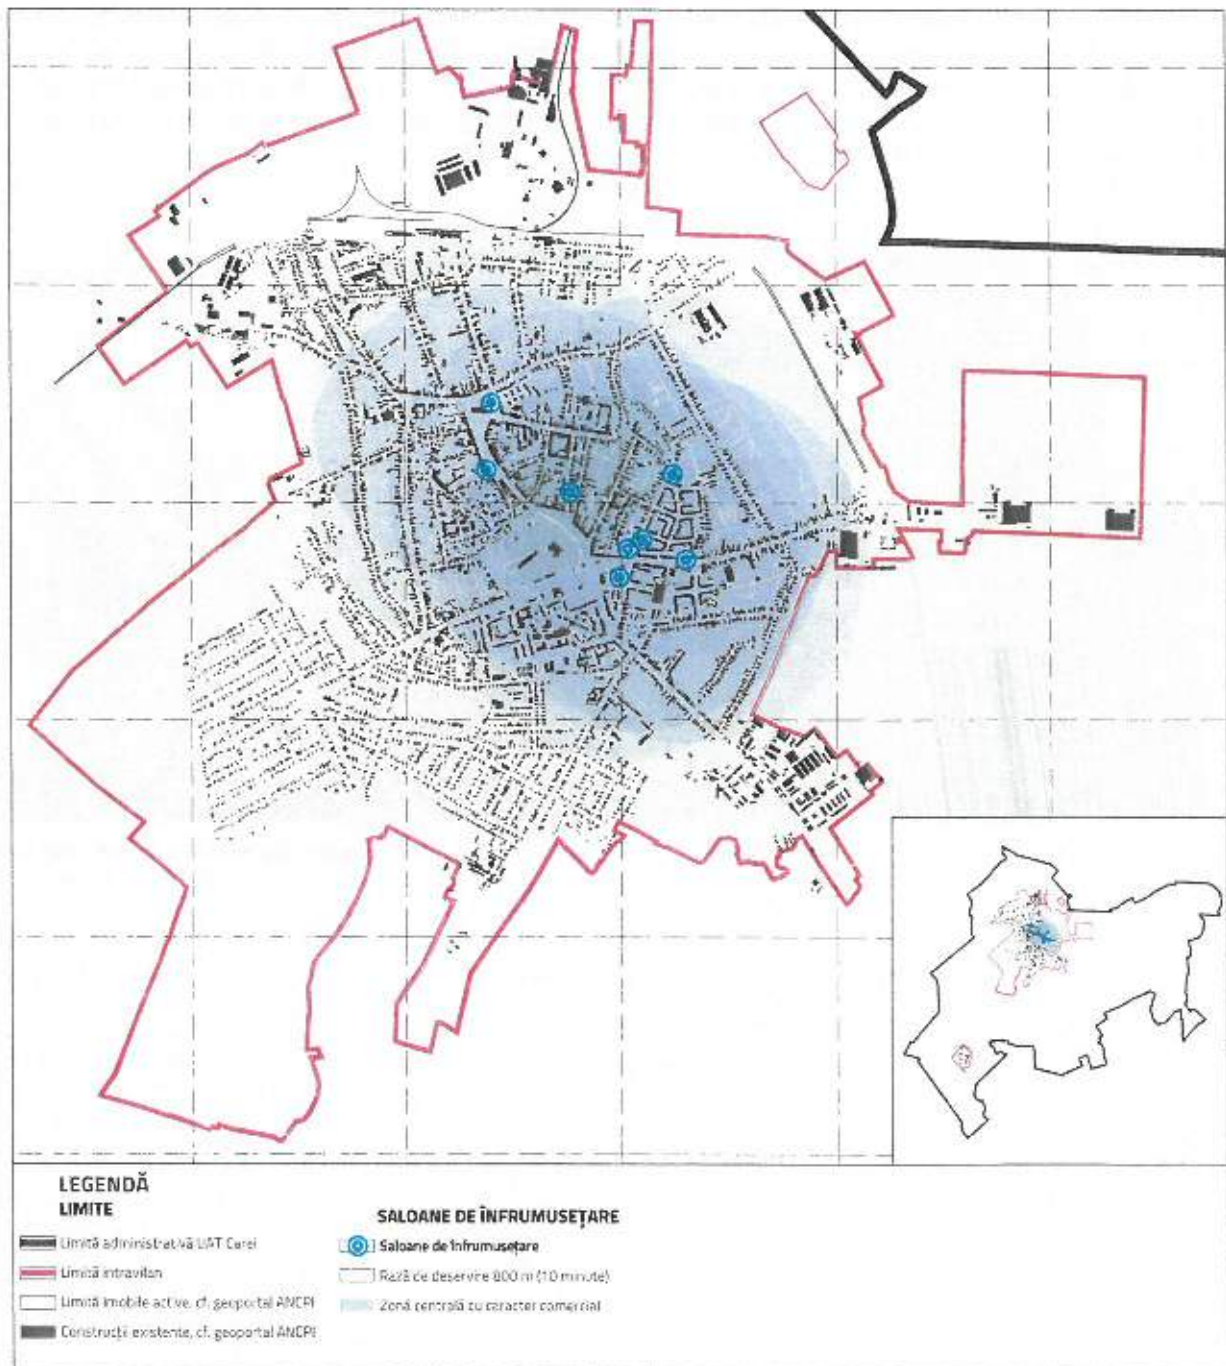 LEGENDĂ
LIMITE
Limită administrativă UAT Carei
Limită intravilan
Limită imobile active, cf. geoportal ANCPI
Construcții existente, cf. geoportal ANCPI
SALOANE DE ÎNFRUMUSEȚARE
Saloane de înfrumusețare
Rază de deservire 800 m (10 minute)
Zonă centrală cu caracter comercial